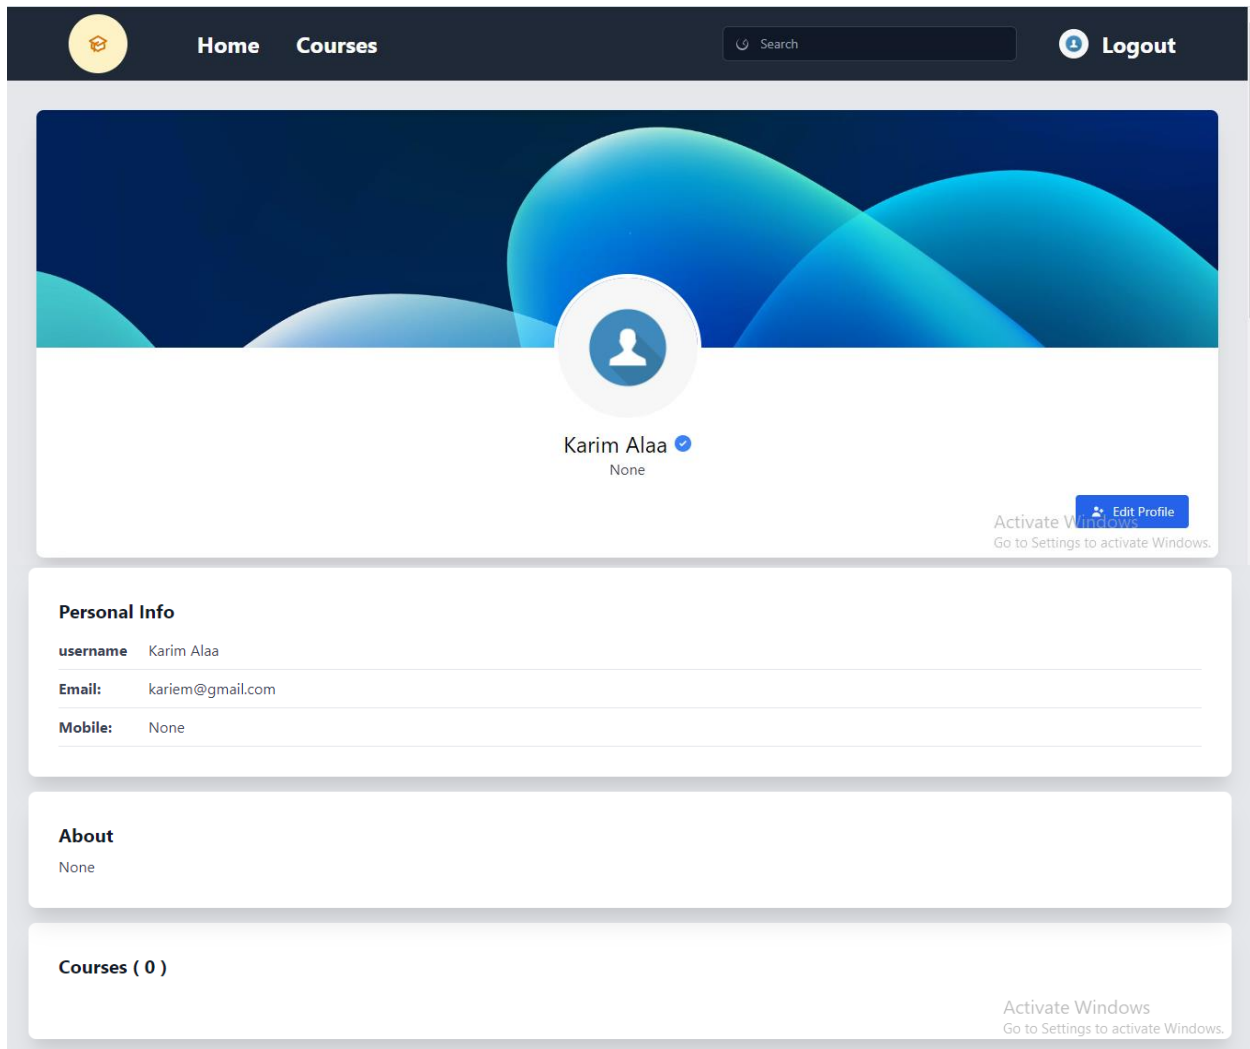 Home Courses Search Logout
Karim Alaa
None
Edit Profile
Activate Windows
Go to Settings to activate Windows.
Personal Info
username Karim Alaa
Email: kariem@gmail.com
Mobile: None
About
None
Courses ( 0 )
Activate Windows
Go to Settings to activate Windows.